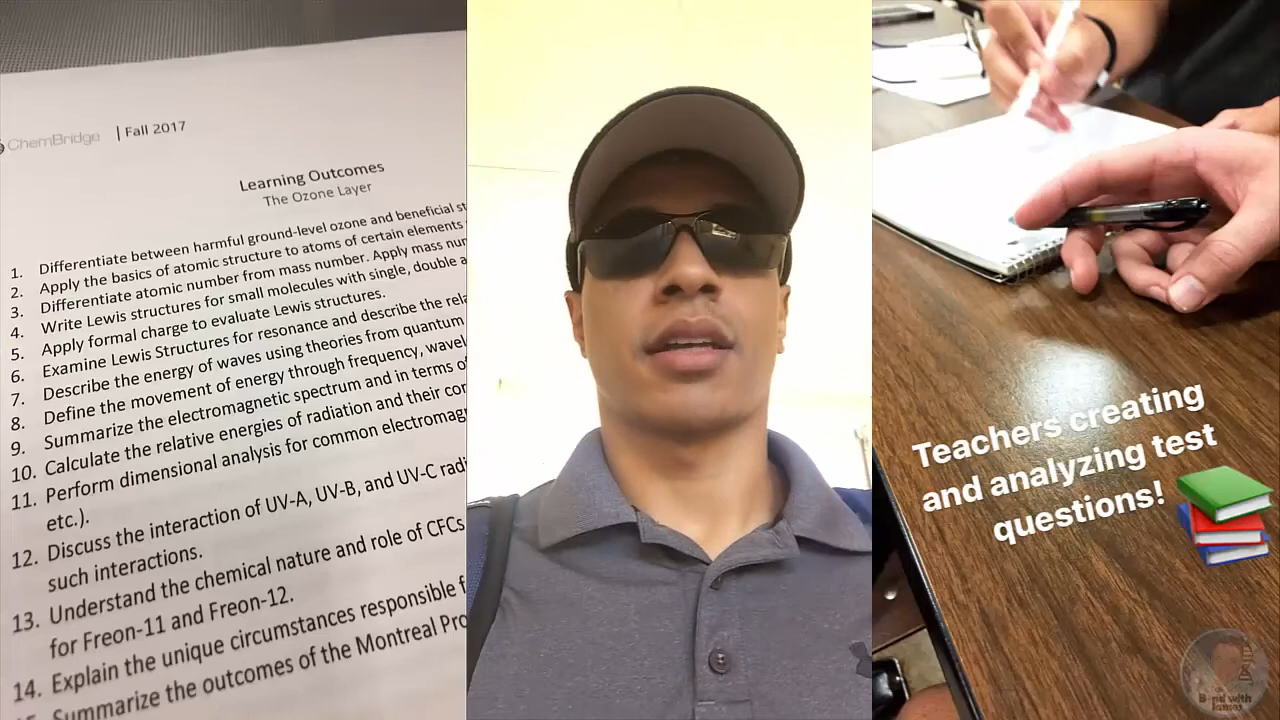 ChemBridge | Fall 2017
Learning Outcomes
The Ozone Layer
1. Differentiate between harmful ground-level ozone and beneficial
2. Apply the basics of atomic structure to atoms of certain elements
3. Differentiate atomic number from mass number. Apply mass
4. Write Lewis structures for small molecules with single, double
5. Apply formal charge to evaluate Lewis structures.
6. Examine Lewis Structures for resonance and describe the
7. Describe the energy of waves using theories from quantum
8. Define the movement of energy through frequency,
9. Summarize the electromagnetic spectrum and in terms of
10. Calculate the relative energies of radiation and their
11. Perform dimensional analysis for common
etc.).
12. Discuss the interaction of UV-A, UV-B, and UV-C
such interactions.
13. Understand the chemical nature and role of CFCs
for Freon-11 and Freon-12.
14. Explain the unique circumstances responsible
Summarize the outcomes of the Montreal
Teachers creating
and analyzing test
questions!
Bond with
James